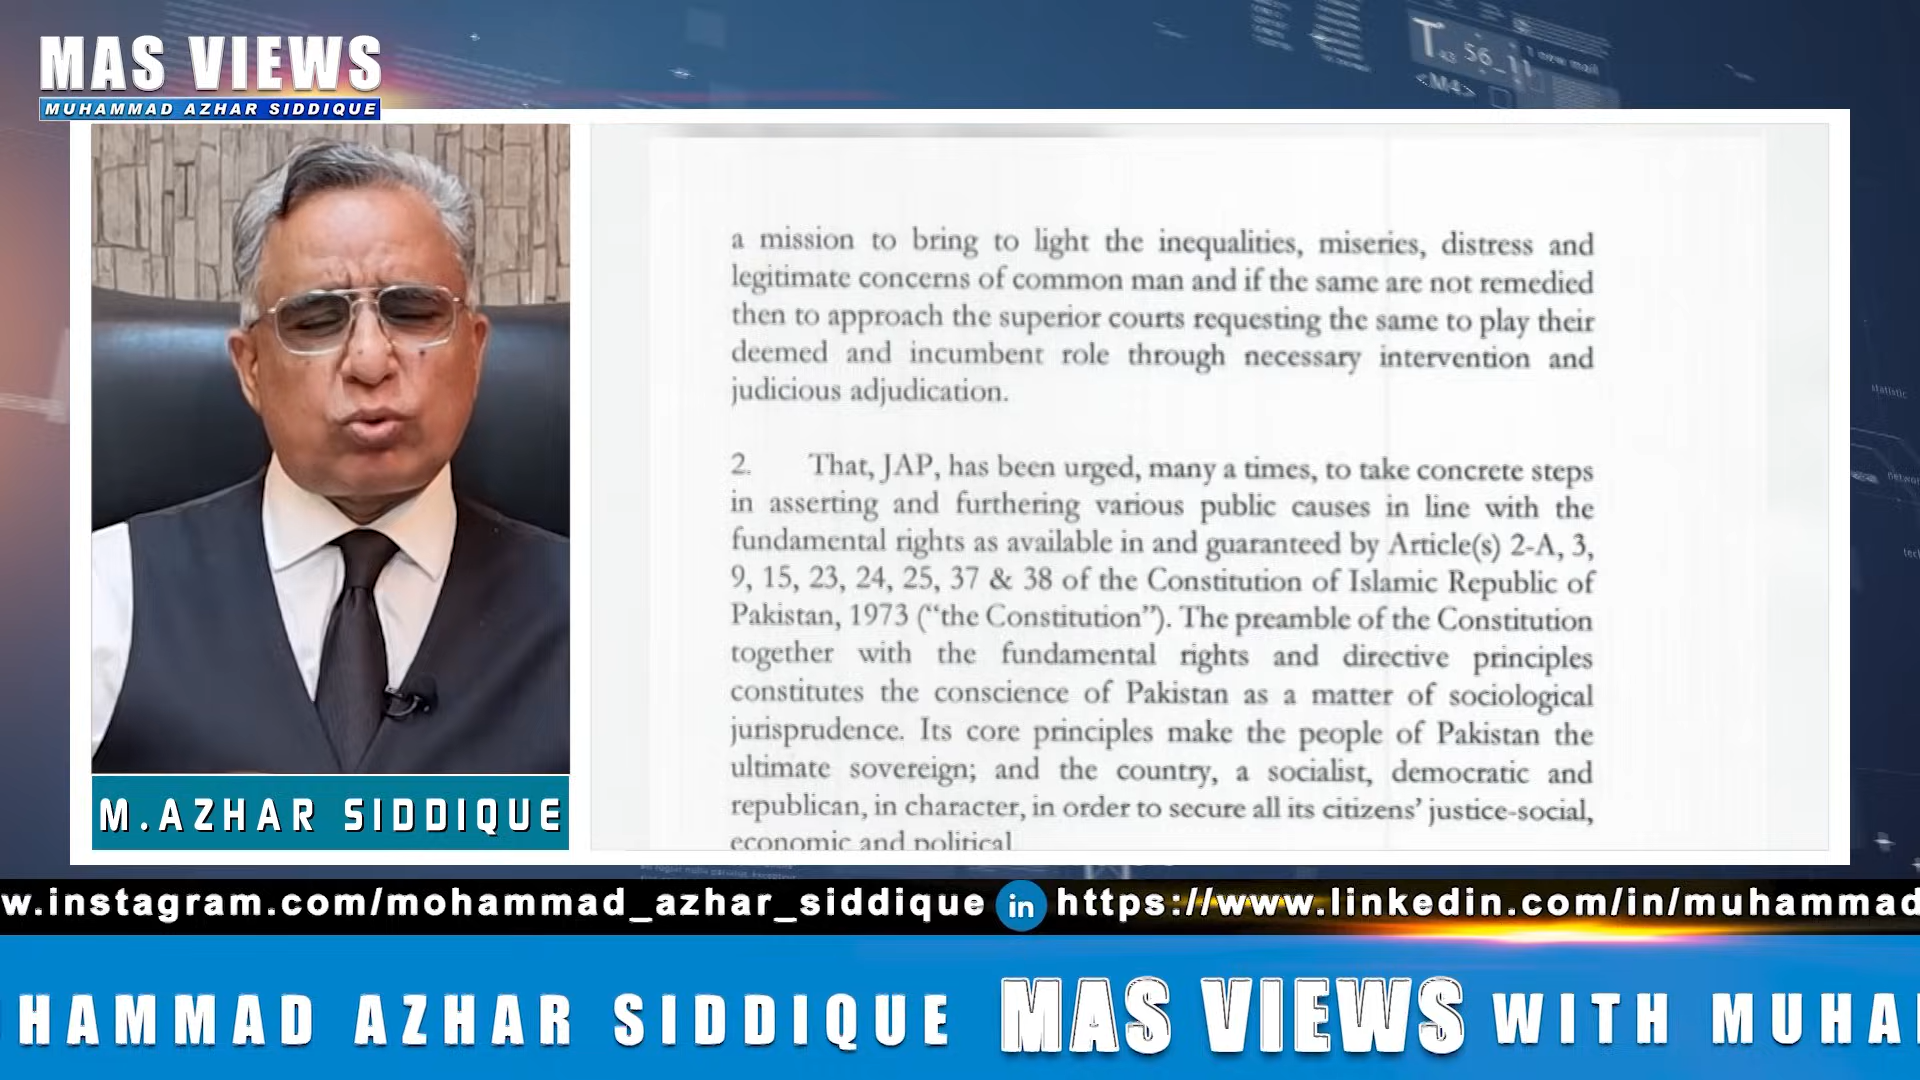 MAS VIEWS
MUHAMMAD AZHAR SIDDIQUE
T 56_11
1 new mail
<M4>
statistic
a mission to bring to light the inequalities, miseries, distress and
legitimate concerns of common man and if the same are not remedied
then to approach the superior courts requesting the same to play their
deemed and incumbent role through necessary intervention and
judicious adjudication.
2. That, JAP, has been urged, many a times, to take concrete steps
in asserting and furthering various public causes in line with the
fundamental rights as available in and guaranteed by Article(s) 2-A, 3,
9, 15, 23, 24, 25, 37 & 38 of the Constitution of Islamic Republic of
Pakistan, 1973 (“the Constitution”). The preamble of the Constitution
together with the fundamental rights and directive principles
constitutes the conscience of Pakistan as a matter of sociological
jurisprudence. Its core principles make the people of Pakistan the
ultimate sovereign; and the country, a socialist, democratic and
republican, in character, in order to secure all its citizens’ justice-social,
economic and political
M.AZHAR SIDDIQUE
w.instagram.com/mohammad_azhar_siddique in https://www.linkedin.com/in/muhammad
HAMMAD AZHAR SIDDIQUE MAS VIEWS WITH MUHA